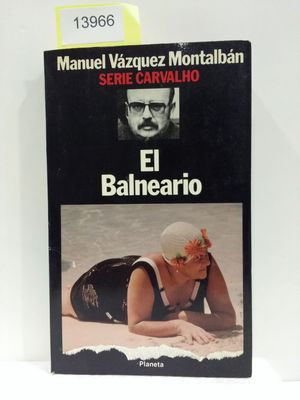 13966
Manuel Vázquez Montalbán
SERIE CARVALHO
El
Balneario
Planeta